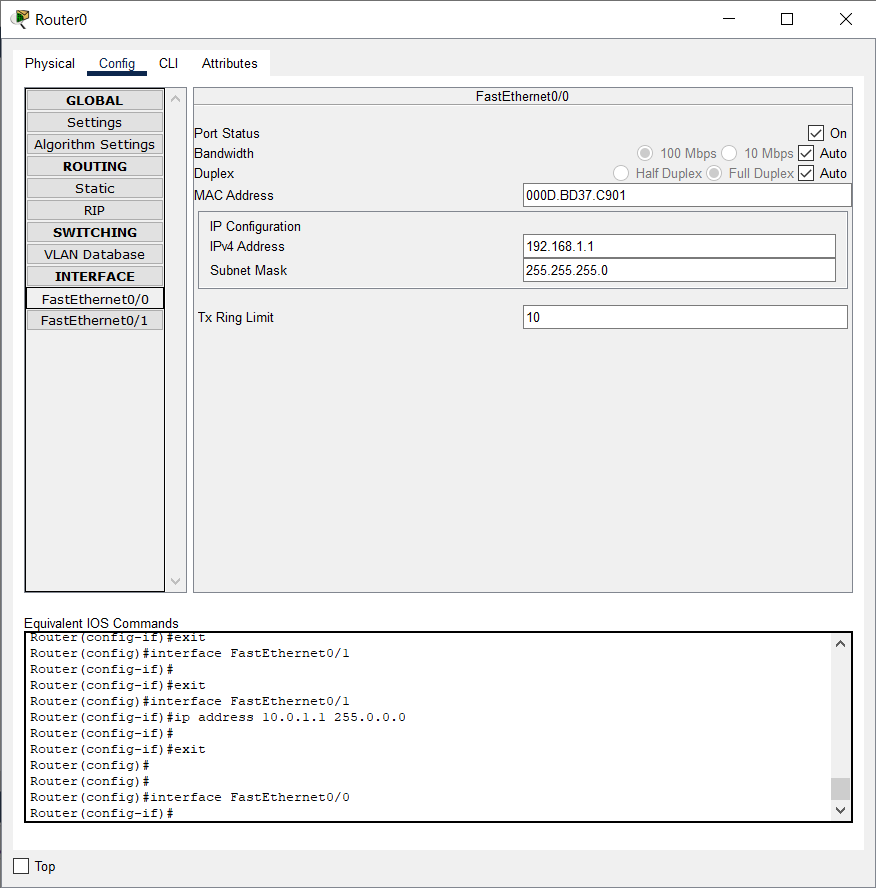 Router0
Physical Config CLI Attributes
GLOBAL
Settings
Algorithm Settings
ROUTING
Static
RIP
SWITCHING
VLAN Database
INTERFACE
FastEthernet0/0
FastEthernet0/1
FastEthernet0/0
Port Status On
Bandwidth 100 Mbps 10 Mbps Auto
Duplex Half Duplex Full Duplex Auto
MAC Address 000D.BD37.C901
IP Configuration
IPv4 Address 192.168.1.1
Subnet Mask 255.255.255.0
Tx Ring Limit 10
Equivalent IOS Commands
Router(config-if)#exit
Router(config)#interface FastEthernet0/1
Router(config-if)#
Router(config-if)#exit
Router(config)#interface FastEthernet0/1
Router(config-if)#ip address 10.0.1.1 255.0.0.0
Router(config-if)#
Router(config-if)#exit
Router(config)#
Router(config)#
Router(config)#interface FastEthernet0/0
Router(config-if)#
Top